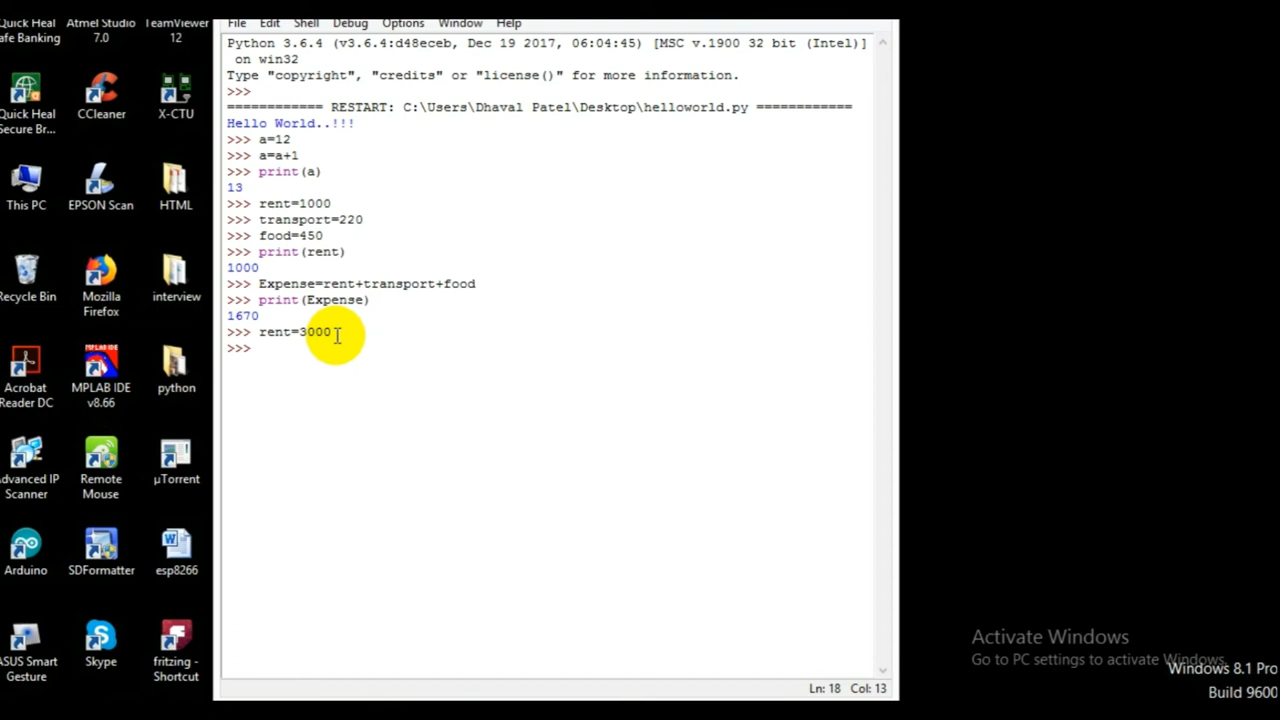 Quick Heal
afe Banking
Atmel Studio
7.0
TeamViewer
12
Quick Heal
Secure Br...
CCleaner
X-CTU
This PC
EPSON Scan
HTML
Recycle Bin
Mozilla
Firefox
interview
Acrobat
Reader DC
MPLAB IDE
v8.66
python
Advanced IP
Scanner
Remote
Mouse
µTorrent
Arduino
SDFormatter
esp8266
ASUS Smart
Gesture
Skype
fritzing -
Shortcut
File Edit Shell Debug Options Window Help
Python 3.6.4 (v3.6.4:d48eceb, Dec 19 2017, 06:04:45) [MSC v.1900 32 bit (Intel)]
on win32
Type "copyright", "credits" or "license()" for more information.
>>>
============ RESTART: C:\Users\Dhaval Patel\Desktop\helloworld.py ============
Hello World..!!!
>>> a=12
>>> a=a+1
>>> print(a)
13
>>> rent=1000
>>> transport=220
>>> food=450
>>> print(rent)
1000
>>> Expense=rent+transport+food
>>> print(Expense)
1670
>>> rent=3000
>>>
Ln: 18 Col: 13
Activate Windows
Go to PC settings to activate Windows.
Windows 8.1 Pro
Build 9600